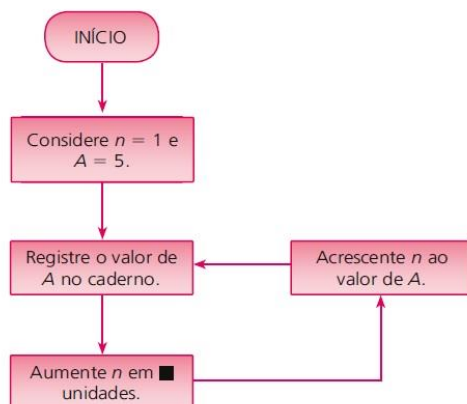 INÍCIO
Considere n = 1 e
A = 5.
Registre o valor de
A no caderno.
Acrescente n ao
valor de A.
Aumente n em ■
unidades.